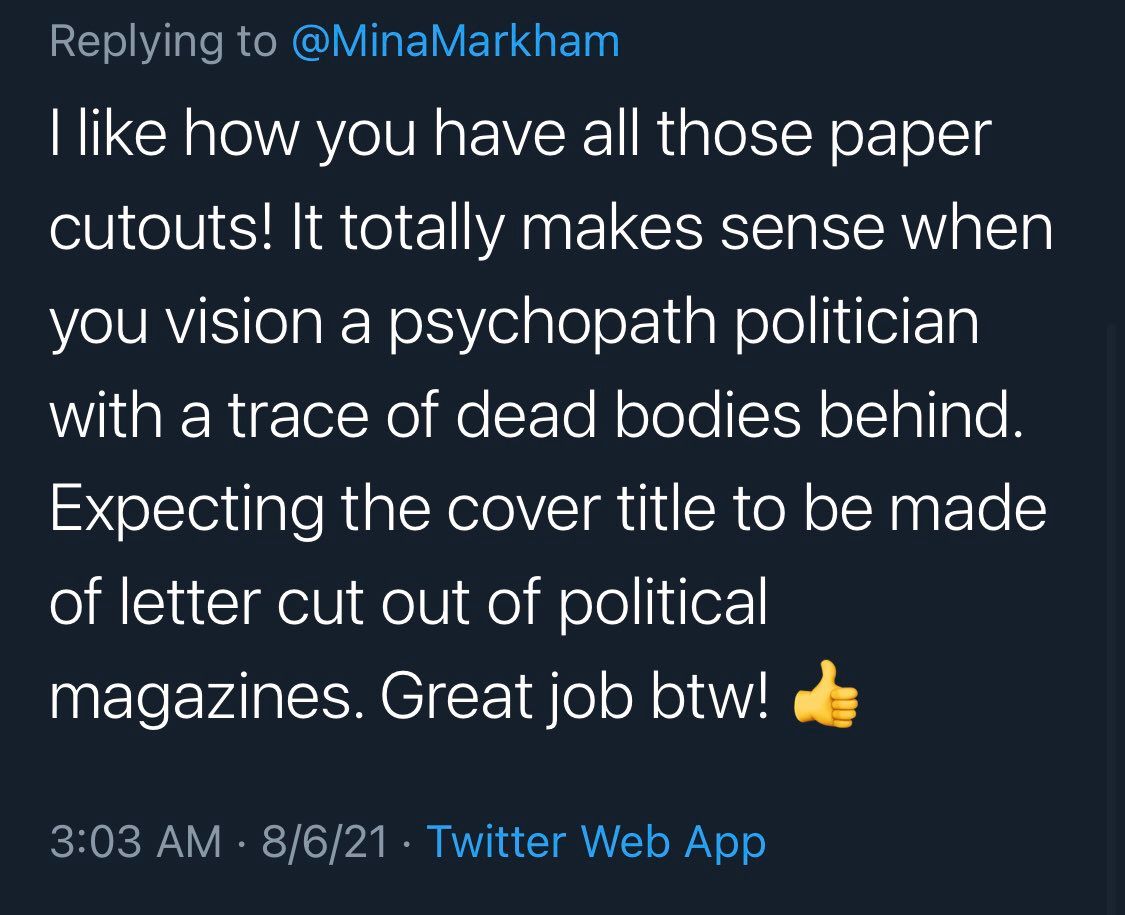 Replying to @MinaMarkham
I like how you have all those paper
cutouts! It totally makes sense when
you vision a psychopath politician
with a trace of dead bodies behind.
Expecting the cover title to be made
of letter cut out of political
magazines. Great job btw! 👍
3:03 AM · 8/6/21 · Twitter Web App